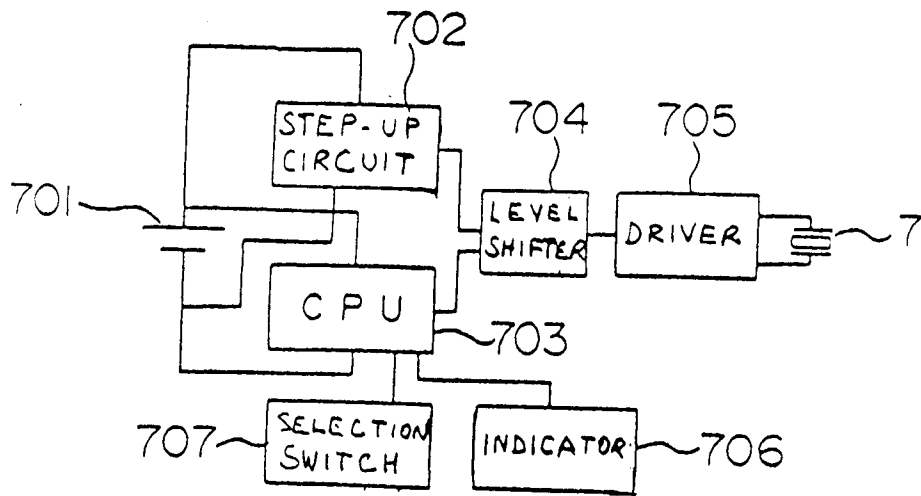 702
STEP-UP
CIRCUIT
704
705
701
LEVEL
SHIFTER
DRIVER
7
CPU
703
SELECTION
SWITCH
707
INDICATOR
706